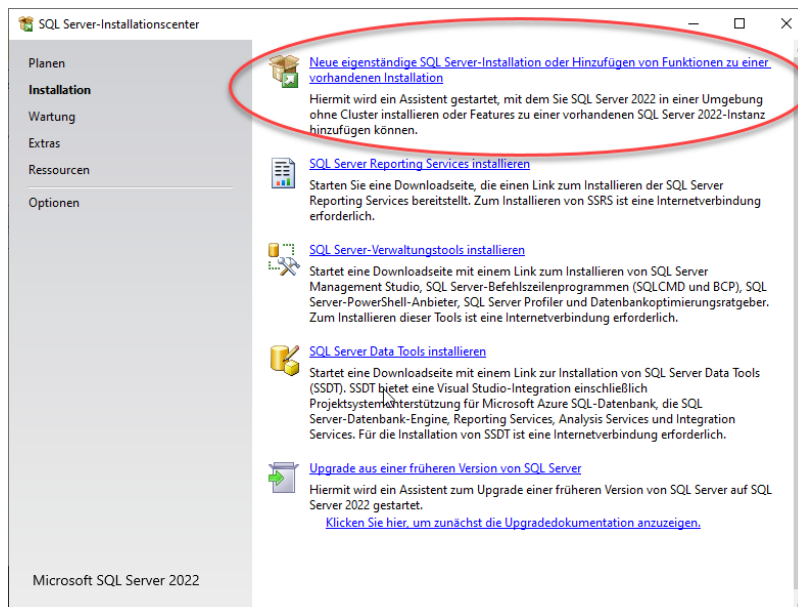 SQL Server-Installationscenter
Planen
Installation
Wartung
Extras
Ressourcen
Optionen
Neue eigenständige SQL Server-Installation oder Hinzufügen von Funktionen zu einer
vorhandenen Installation
Hiermit wird ein Assistent gestartet, mit dem Sie SQL Server 2022 in einer Umgebung
ohne Cluster installieren oder Features zu einer vorhandenen SQL Server 2022-Instanz
hinzufügen können.
SQL Server Reporting Services installieren
Starten Sie eine Downloadseite, die einen Link zum Installieren der SQL Server
Reporting Services bereitstellt. Zum Installieren von SSRS ist eine Internetverbindung
erforderlich.
SQL Server-Verwaltungstools installieren
Startet eine Downloadseite mit einem Link zum Installieren von SQL Server
Management Studio, SQL Server-Befehlszeilenprogrammen (SQLCMD und BCP), SQL
Server-PowerShell-Anbieter, SQL Server Profiler und Datenbankoptimierungsratgeber.
Zum Installieren dieser Tools ist eine Internetverbindung erforderlich.
SQL Server Data Tools installieren
Startet eine Downloadseite mit einem Link zur Installation von SQL Server Data Tools
(SSDT). SSDT bietet eine Visual Studio-Integration einschließlich
Projektsystemunterstützung für Microsoft Azure SQL-Datenbank, die SQL
Server-Datenbank-Engine, Reporting Services, Analysis Services und Integration
Services. Für die Installation von SSDT ist eine Internetverbindung erforderlich.
Upgrade aus einer früheren Version von SQL Server
Hiermit wird ein Assistent zum Upgrade einer früheren Version von SQL Server auf SQL
Server 2022 gestartet.
Klicken Sie hier, um zunächst die Upgradedokumentation anzuzeigen.
Microsoft SQL Server 2022